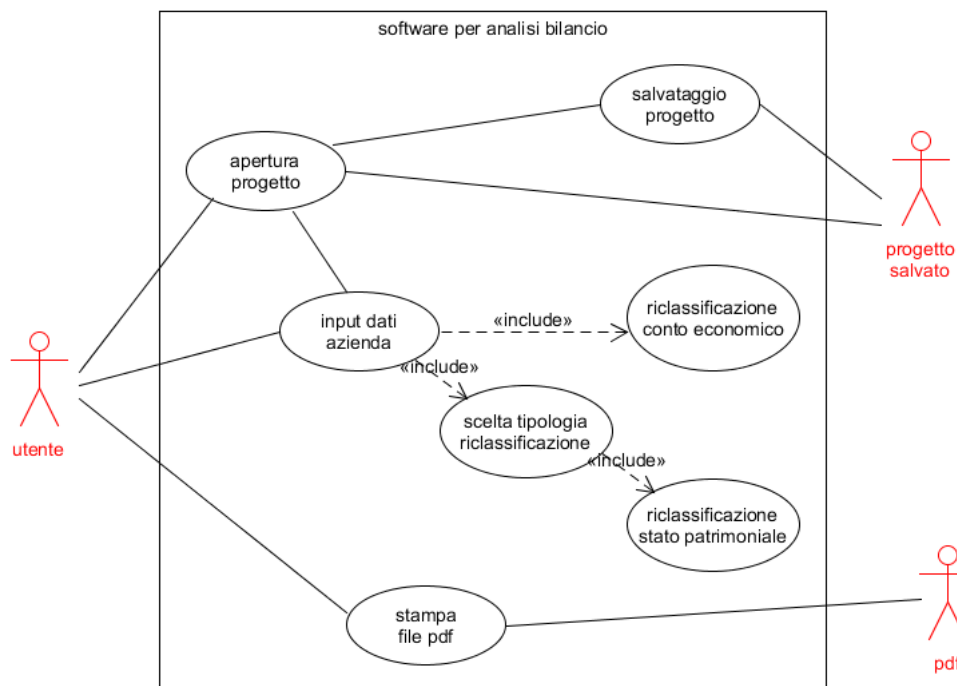 software per analisi bilancio
salvataggio
progetto
apertura
progetto
progetto
salvato
riclassificazione
conto economico
input dati
azienda
«include»
«include»
scelta tipologia
riclassificazione
«include»
utente
riclassificazione
stato patrimoniale
stampa
file pdf
pdf